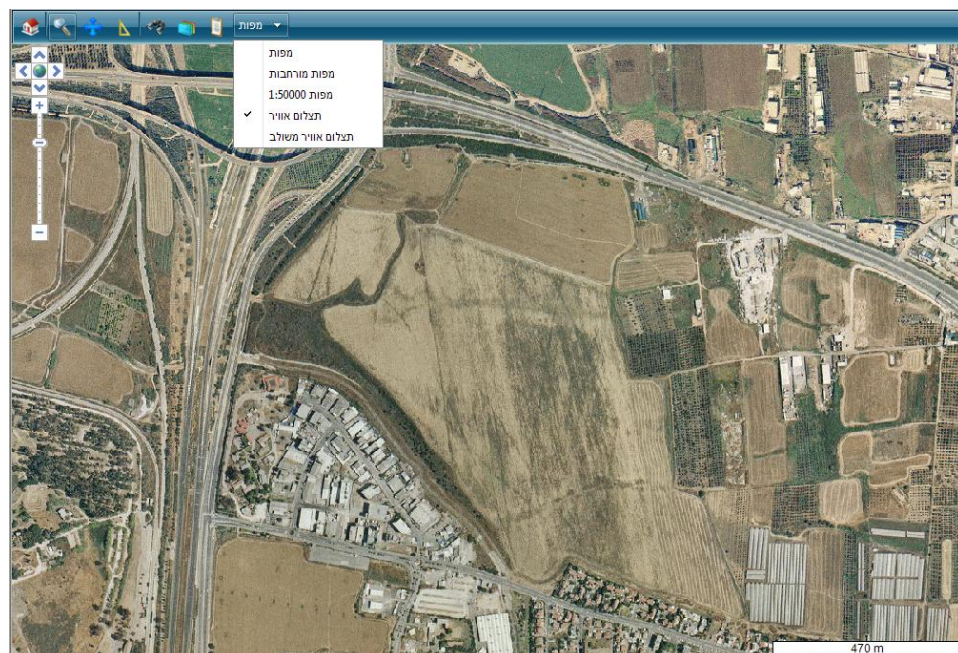 מפות
מפות
מפות מורחבות
מפות 1:50000
תצלום אוויר
תצלום אוויר משולב
470 m